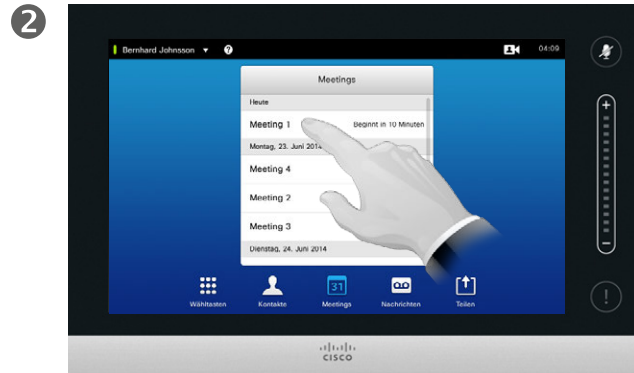 2
Bernhard Johnsson ? 04:09
Meetings
Heute
Meeting 1 Beginnt in 10 Minuten
Montag, 23. Juni 2014
Meeting 4
Meeting 2
Meeting 3
Dienstag, 24. Juni 2014
31
Wähltasten Kontakte Meetings Nachrichten Teilen
+
−
!
CISCO